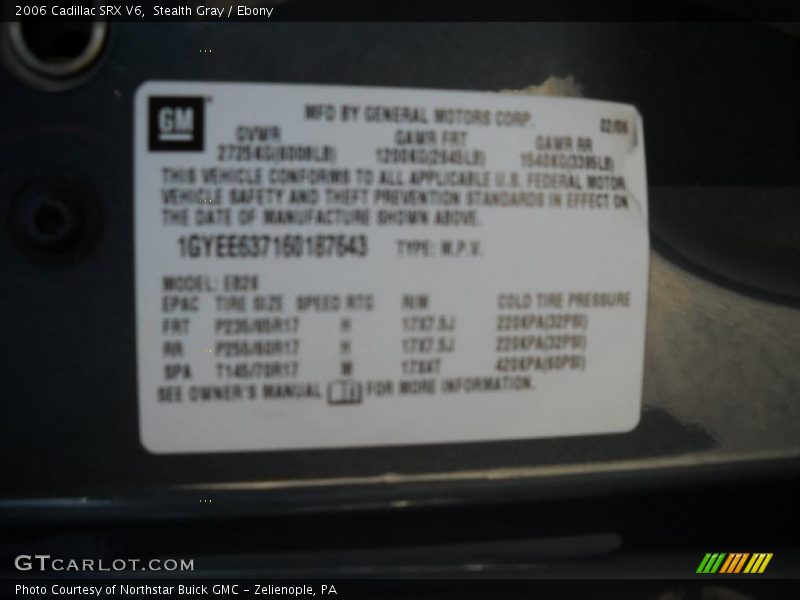 2006 Cadillac SRX V6, Stealth Gray / Ebony
GM
MFD BY GENERAL MOTORS CORP. 02/06
GVWR GAWR FRT GAWR RR
2725KG(6008LB) 1200KG(2645LB) 1540KG(3395LB)
THIS VEHICLE CONFORMS TO ALL APPLICABLE U.S. FEDERAL MOTOR
VEHICLE SAFETY AND THEFT PREVENTION STANDARDS IN EFFECT ON
THE DATE OF MANUFACTURE SHOWN ABOVE.
1GYEE637160187643 TYPE: M.P.V.
MODEL: EB26
EPAC TIRE SIZE SPEED RTG RIM COLD TIRE PRESSURE
FRT P235/65R17 H 17X7.5J 220KPA(32PSI)
RR P255/60R17 H 17X7.5J 220KPA(32PSI)
SPA T145/70R17 M 17X4T 420KPA(60PSI)
SEE OWNER'S MANUAL FOR MORE INFORMATION.
GTCARLOT.COM
Photo Courtesy of Northstar Buick GMC - Zelienople, PA